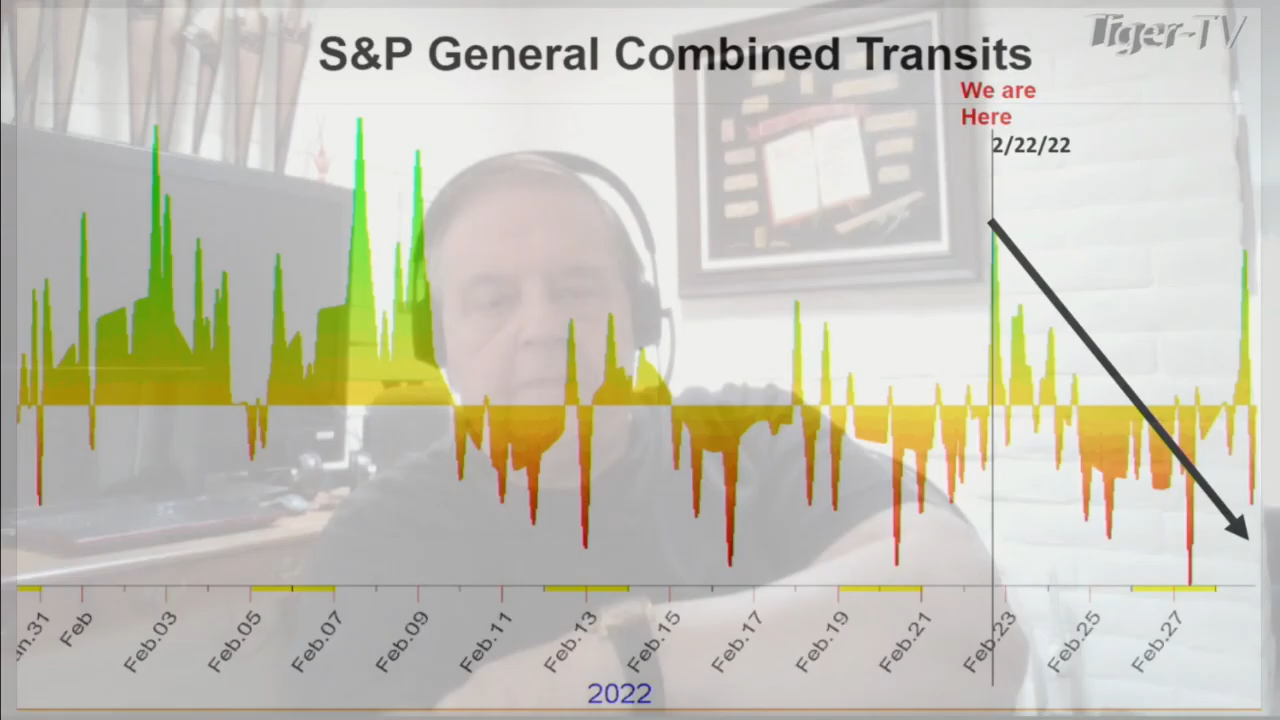 Tiger-TV
S&P General Combined Transits
We are
Here
2/22/22
an.31 Feb Feb.03 Feb.05 Feb.07 Feb.09 Feb.11 Feb.13 Feb.15 Feb.17 Feb.19 Feb.21 Feb.23 Feb.25 Feb.27
2022